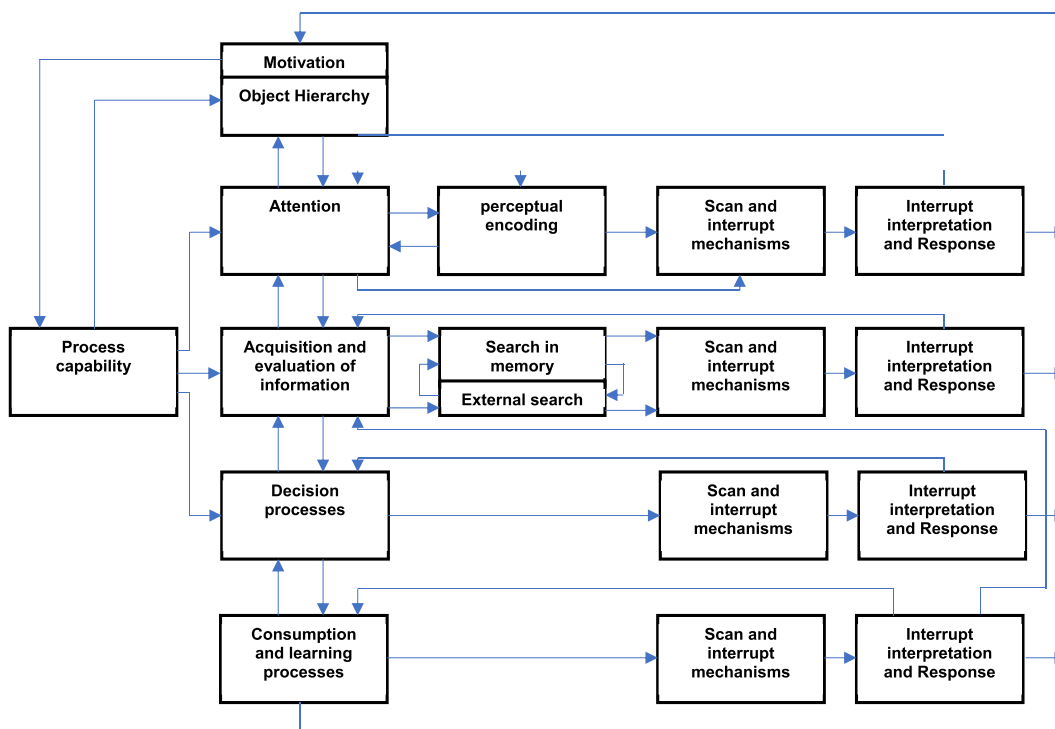 Motivation
Object Hierarchy
Attention
perceptual
encoding
Scan and
interrupt
mechanisms
Interrupt
interpretation
and Response
Process
capability
Acquisition and
evaluation of
information
Search in
memory
External search
Scan and
interrupt
mechanisms
Interrupt
interpretation
and Response
Decision
processes
Scan and
interrupt
mechanisms
Interrupt
interpretation
and Response
Consumption
and learning
processes
Scan and
interrupt
mechanisms
Interrupt
interpretation
and Response